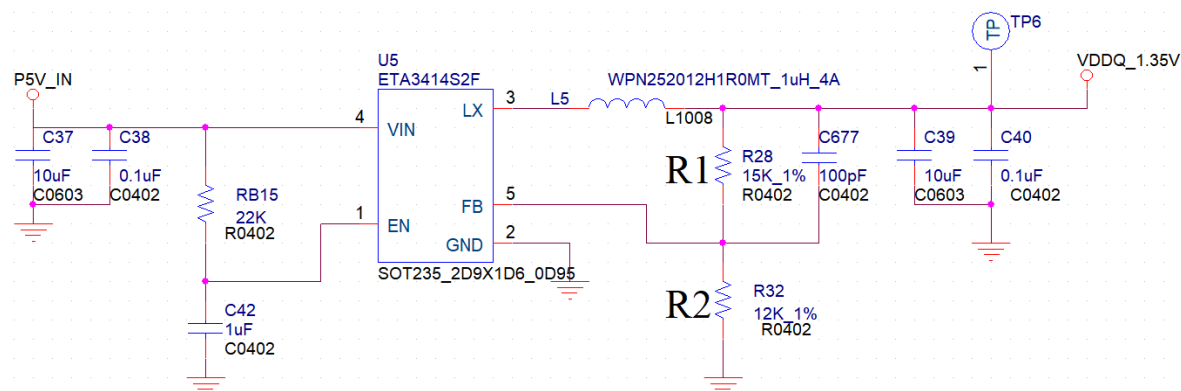 TP
TP6
1
P5V_IN
U5
ETA3414S2F
WPN252012H1R0MT_1uH_4A
VDDQ_1.35V
4
VIN
LX
3
L5
L1008
C37
10uF
C0603
C38
0.1uF
C0402
RB15
22K
R0402
1
EN
FB
5
GND
2
SOT235_2D9X1D6_0D95
R1
R28
15K_1%
R0402
C677
100pF
C0402
C39
10uF
C0603
C40
0.1uF
C0402
C42
1uF
C0402
R2
R32
12K_1%
R0402